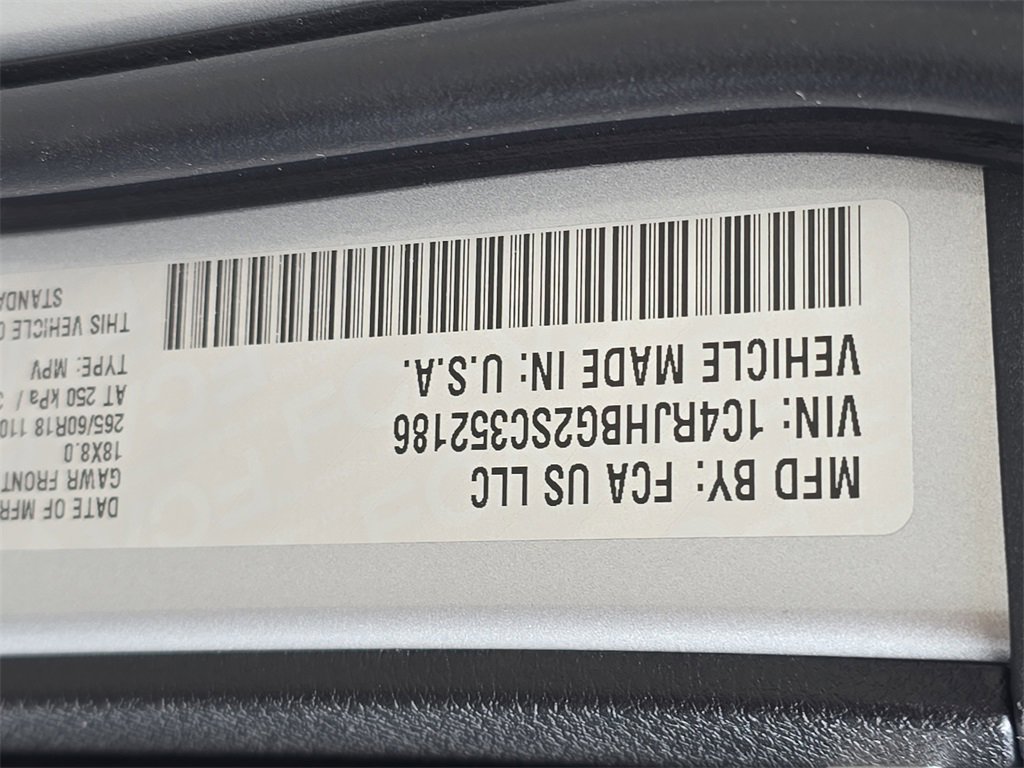 MFD BY: FCA US LLC
VIN: 1C4RJHBG2SC352186
VEHICLE MADE IN: U.S.A.
DATE OF MFR
GAWR FRONT
18X8.0
265/60R18 110
AT 250 kPa /
TYPE: MPV
THIS VEHICLE